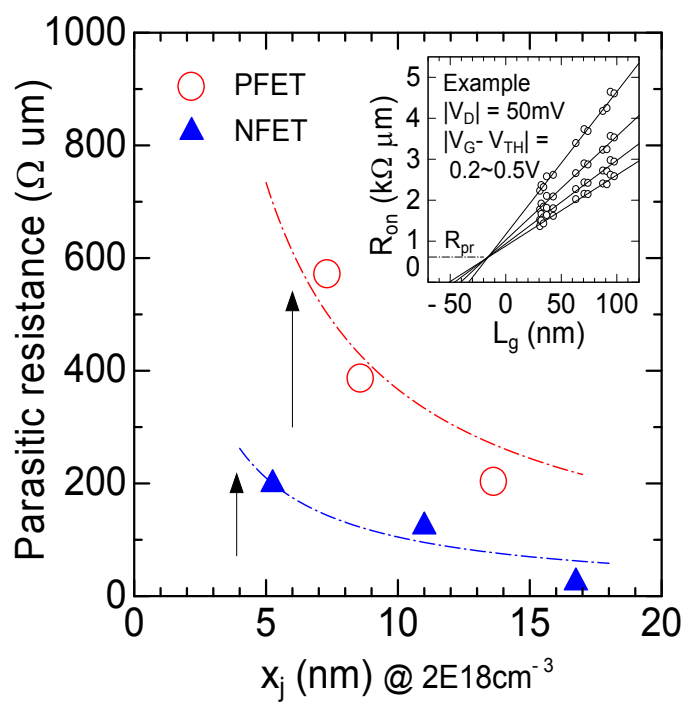 1000
800
600
400
200
0
Parasitic resistance (Ω um)
PFET
NFET
0
5
10
15
20
x_j (nm) @ 2E18cm⁻³
5
4
3
2
1
0
R_on (kΩ μm)
Example
|V_D| = 50mV
|V_G- V_TH| =
0.2~0.5V
R_pr
- 50
0
50
100
L_g (nm)